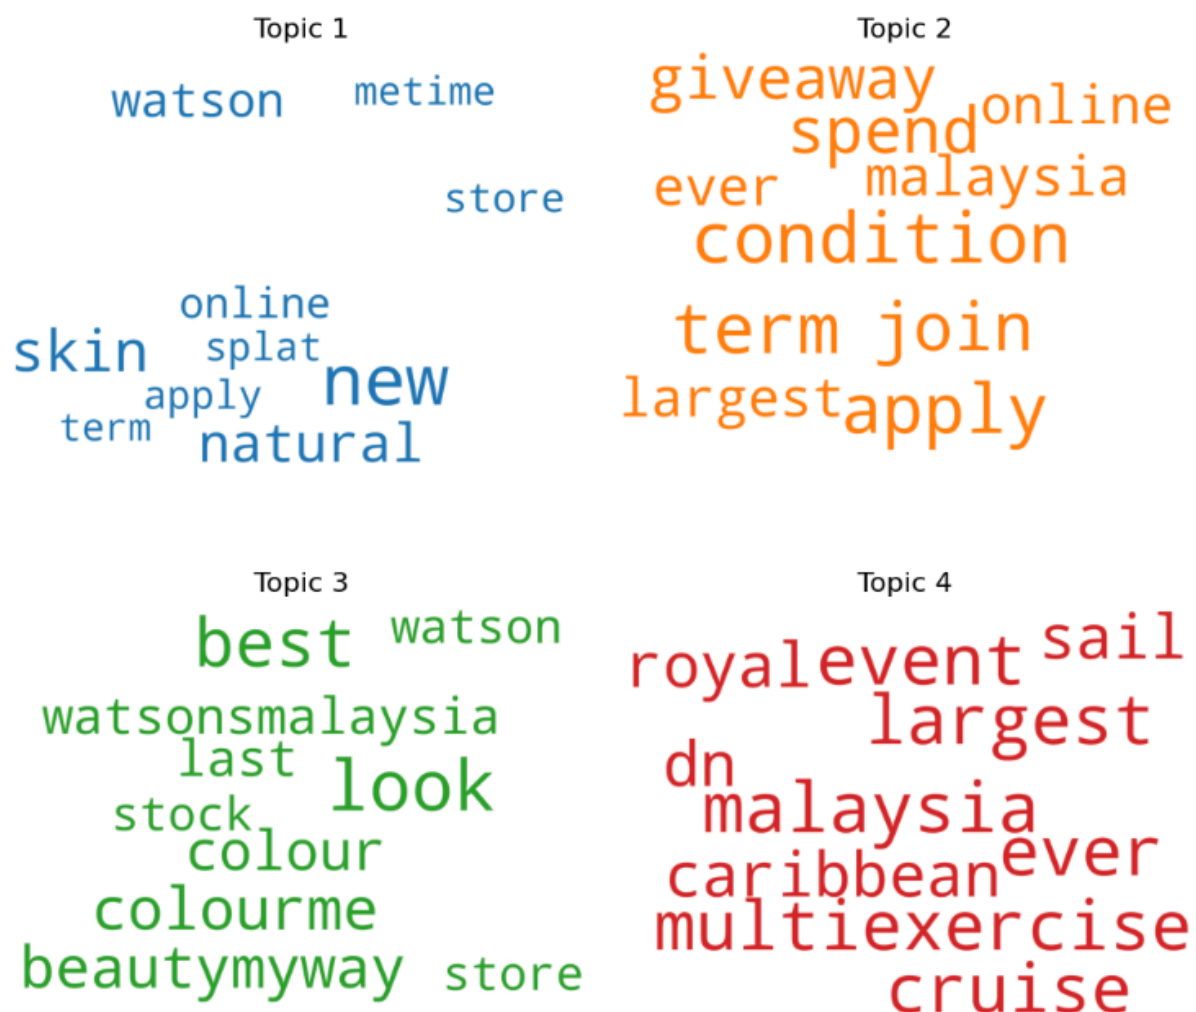 Topic 1
watson metime
store
online
skin splat
new
apply
term
natural
Topic 2
giveaway
online
spend
ever malaysia
condition
term join
largest
apply
Topic 3
best watson
watsonsmalaysia
last
look
stock
colour
colourme
beautymyway store
Topic 4
royal event sail
largest
dn
malaysia
caribbean ever
multiexercise
cruise